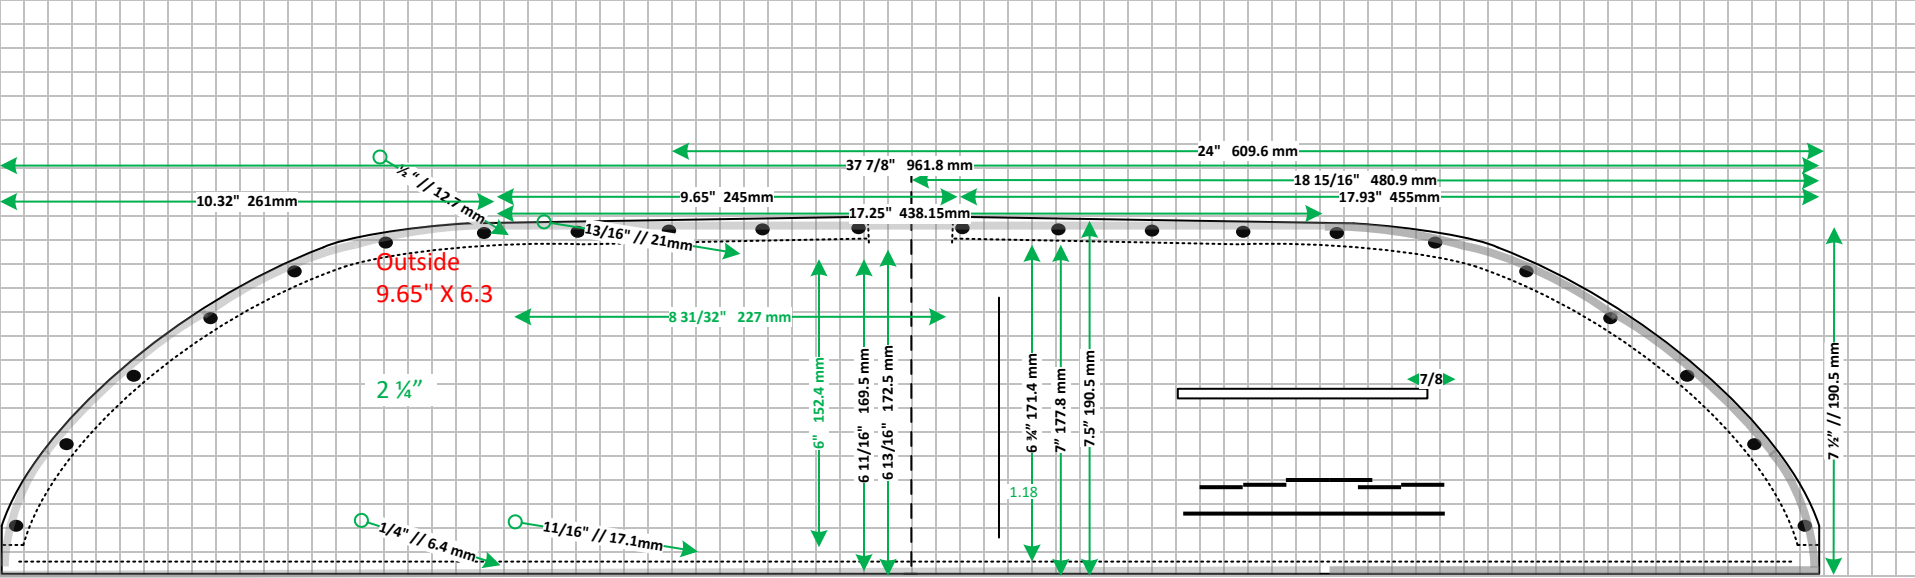 24" 609.6 mm
37 7/8" 961.8 mm
18 15/16" 480.9 mm
10.32" 261mm
9.65" 245mm
17.93" 455mm
½ “// 12.7 mm
17.25" 438.15mm
13/16" // 21mm
Outside
9.65" X 6.3
8 31/32" 227 mm
2 ¼”
6" 152.4 mm
6 11/16" 169.5 mm
6 13/16" 172.5 mm
6 ¾” 171.4 mm
7” 177.8 mm
7.5” 190.5 mm
7/8
7 ½” // 190.5 mm
1.18
1/4" // 6.4 mm
11/16" // 17.1mm